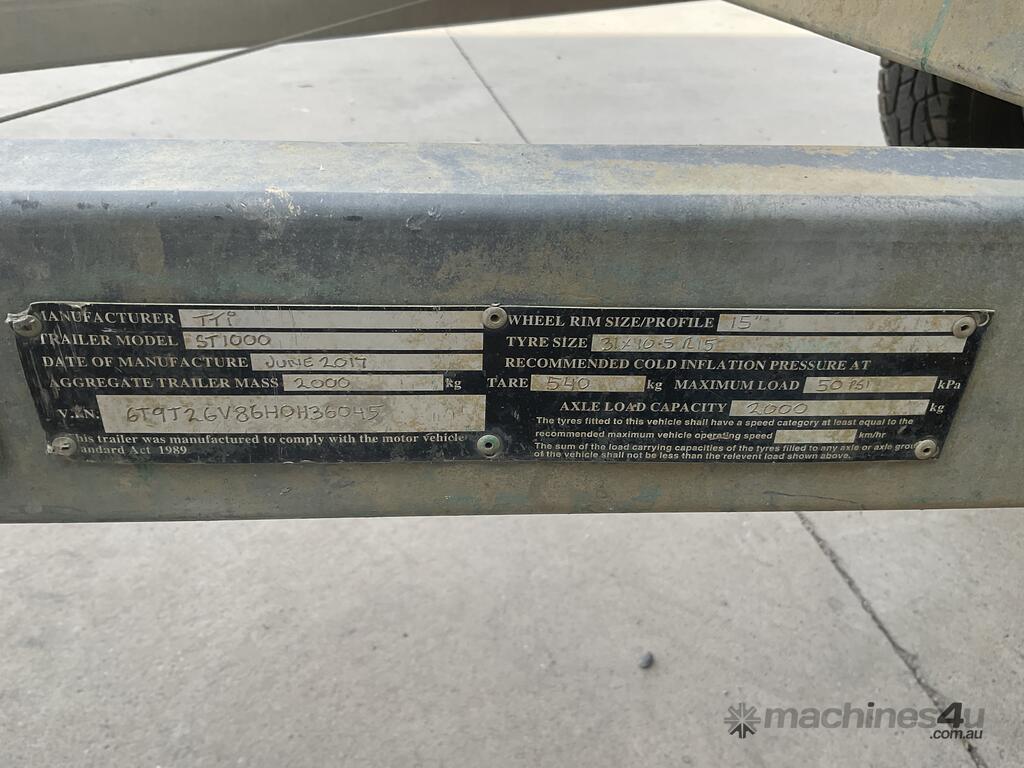 MANUFACTURER TTi
TRAILER MODEL ST1000
DATE OF MANUFACTURE JUNE 2017
AGGREGATE TRAILER MASS 2000 kg
V.I.N. 6T9T26V86H0H36045
This trailer was manufactured to comply with the motor vehicle
Standard Act 1989
WHEEL RIM SIZE/PROFILE 15"
TYRE SIZE 31X10-5 R15
RECOMMENDED COLD INFLATION PRESSURE AT
TARE 540 kg MAXIMUM LOAD 50 PSI kPa
AXLE LOAD CAPACITY 2000 kg
The tyres fitted to this vehicle shall have a speed category at least equal to the
recommended maximum vehicle operating speed km/hr
The sum of the load carrying capacities of the tyres filled to any axle or axle group
of the vehicle shall not be less than the relevent load shown above.
machines4u
.com.au